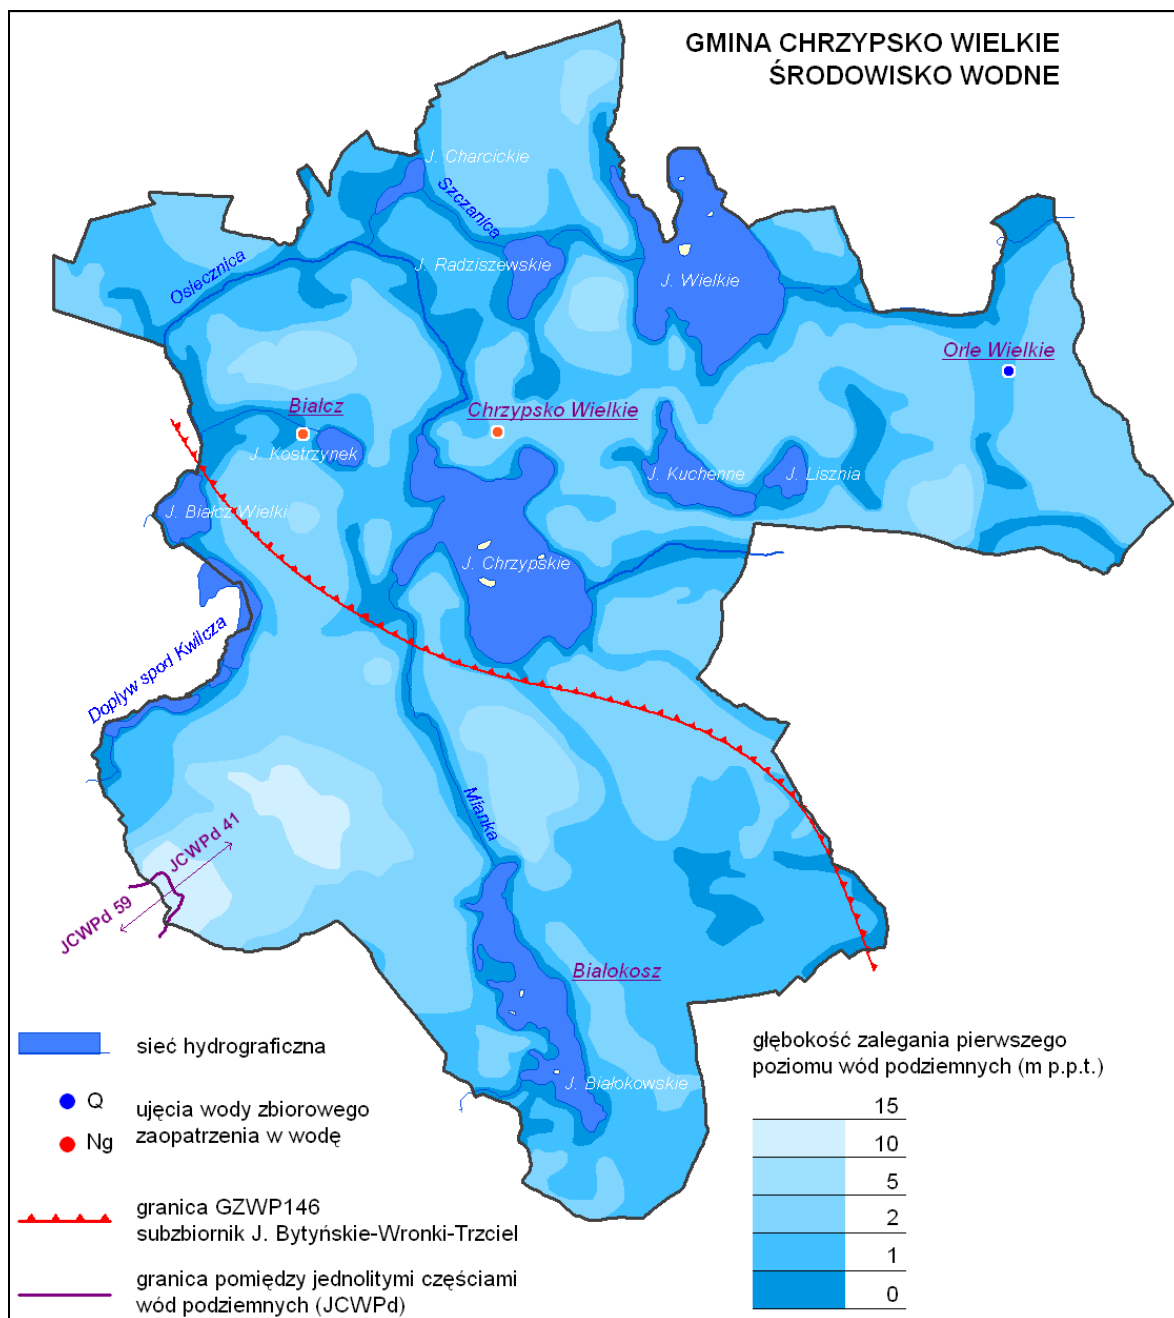 GMINA CHRZYPSKO WIELKIE
ŚRODOWISKO WODNE
J. Charcickie
Szczanica
J. Radziszewskie
J. Wielkie
Osiecznica
Orle Wielkie
Białcz
Chrzypsko Wielkie
J. Kostrzynek
J. Kuchenne
J. Lisznia
J. Białcz Wielki
J. Chrzypskie
Dopływ spod Kwilcza
Mianka
JCWPd 41
JCWPd 59
Białokosz
J. Białokowskie
sieć hydrograficzna
Q
Ng
ujęcia wody zbiorowego
zaopatrzenia w wodę
granica GZWP146
subzbiornik J. Bytyńskie-Wronki-Trzciel
granica pomiędzy jednolitymi częściami
wód podziemnych (JCWPd)
głębokość zalegania pierwszego
poziomu wód podziemnych (m p.p.t.)
15
10
5
2
1
0